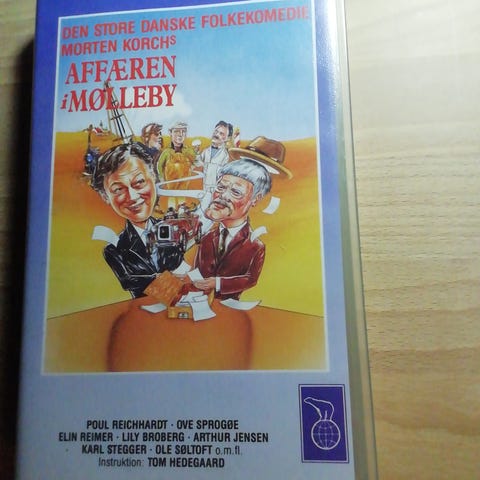 DEN STORE DANSKE FOLKEKOMEDIE
MORTEN KORCHS
AFFÆREN
i MØLLEBY
POUL REICHHARDT · OVE SPROGØE
ELIN REIMER · LILY BROBERG · ARTHUR JENSEN
KARL STEGGER · OLE SØLTOFT o.m.fl.
Instruktion: TOM HEDEGAARD